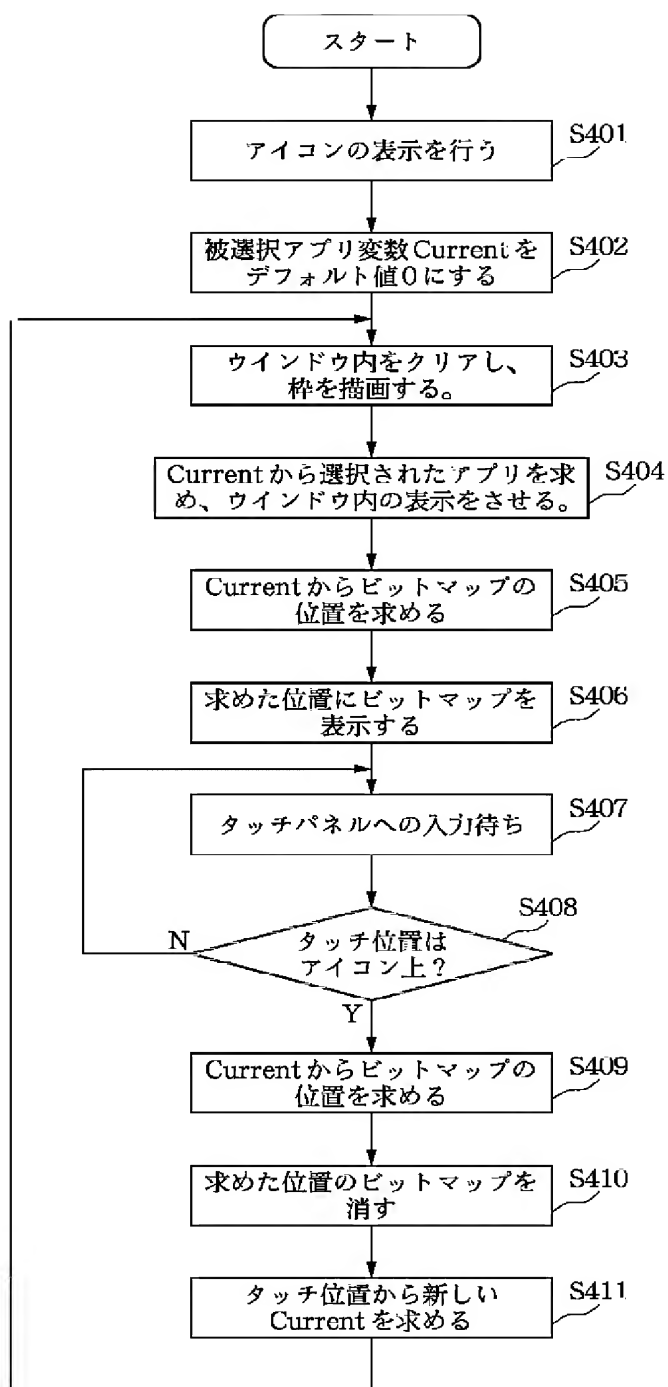 スタート
アイコンの表示を行う
S401
被選択アプリ変数Currentを
デフォルト値0にする
S402
ウインドウ内をクリアし、
枠を描画する。
S403
Currentから選択されたアプリを求
め、ウインドウ内の表示をさせる。
S404
Currentからビットマップの
位置を求める
S405
求めた位置にビットマップを
表示する
S406
タッチパネルへの入力待ち
S407
タッチ位置は
アイコン上?
S408
N
Y
Currentからビットマップの
位置を求める
S409
求めた位置のビットマップを
消す
S410
タッチ位置から新しい
Currentを求める
S411